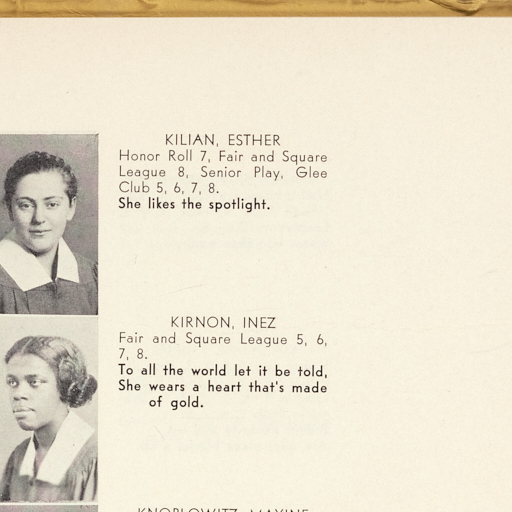 KILIAN, ESTHER
Honor Roll 7, Fair and Square
League 8, Senior Play, Glee
Club 5, 6, 7, 8.
She likes the spotlight.
KIRNON, INEZ
Fair and Square League 5, 6,
7, 8.
To all the world let it be told,
She wears a heart that's made
of gold.
KNOBLOWITZ, MAXINE